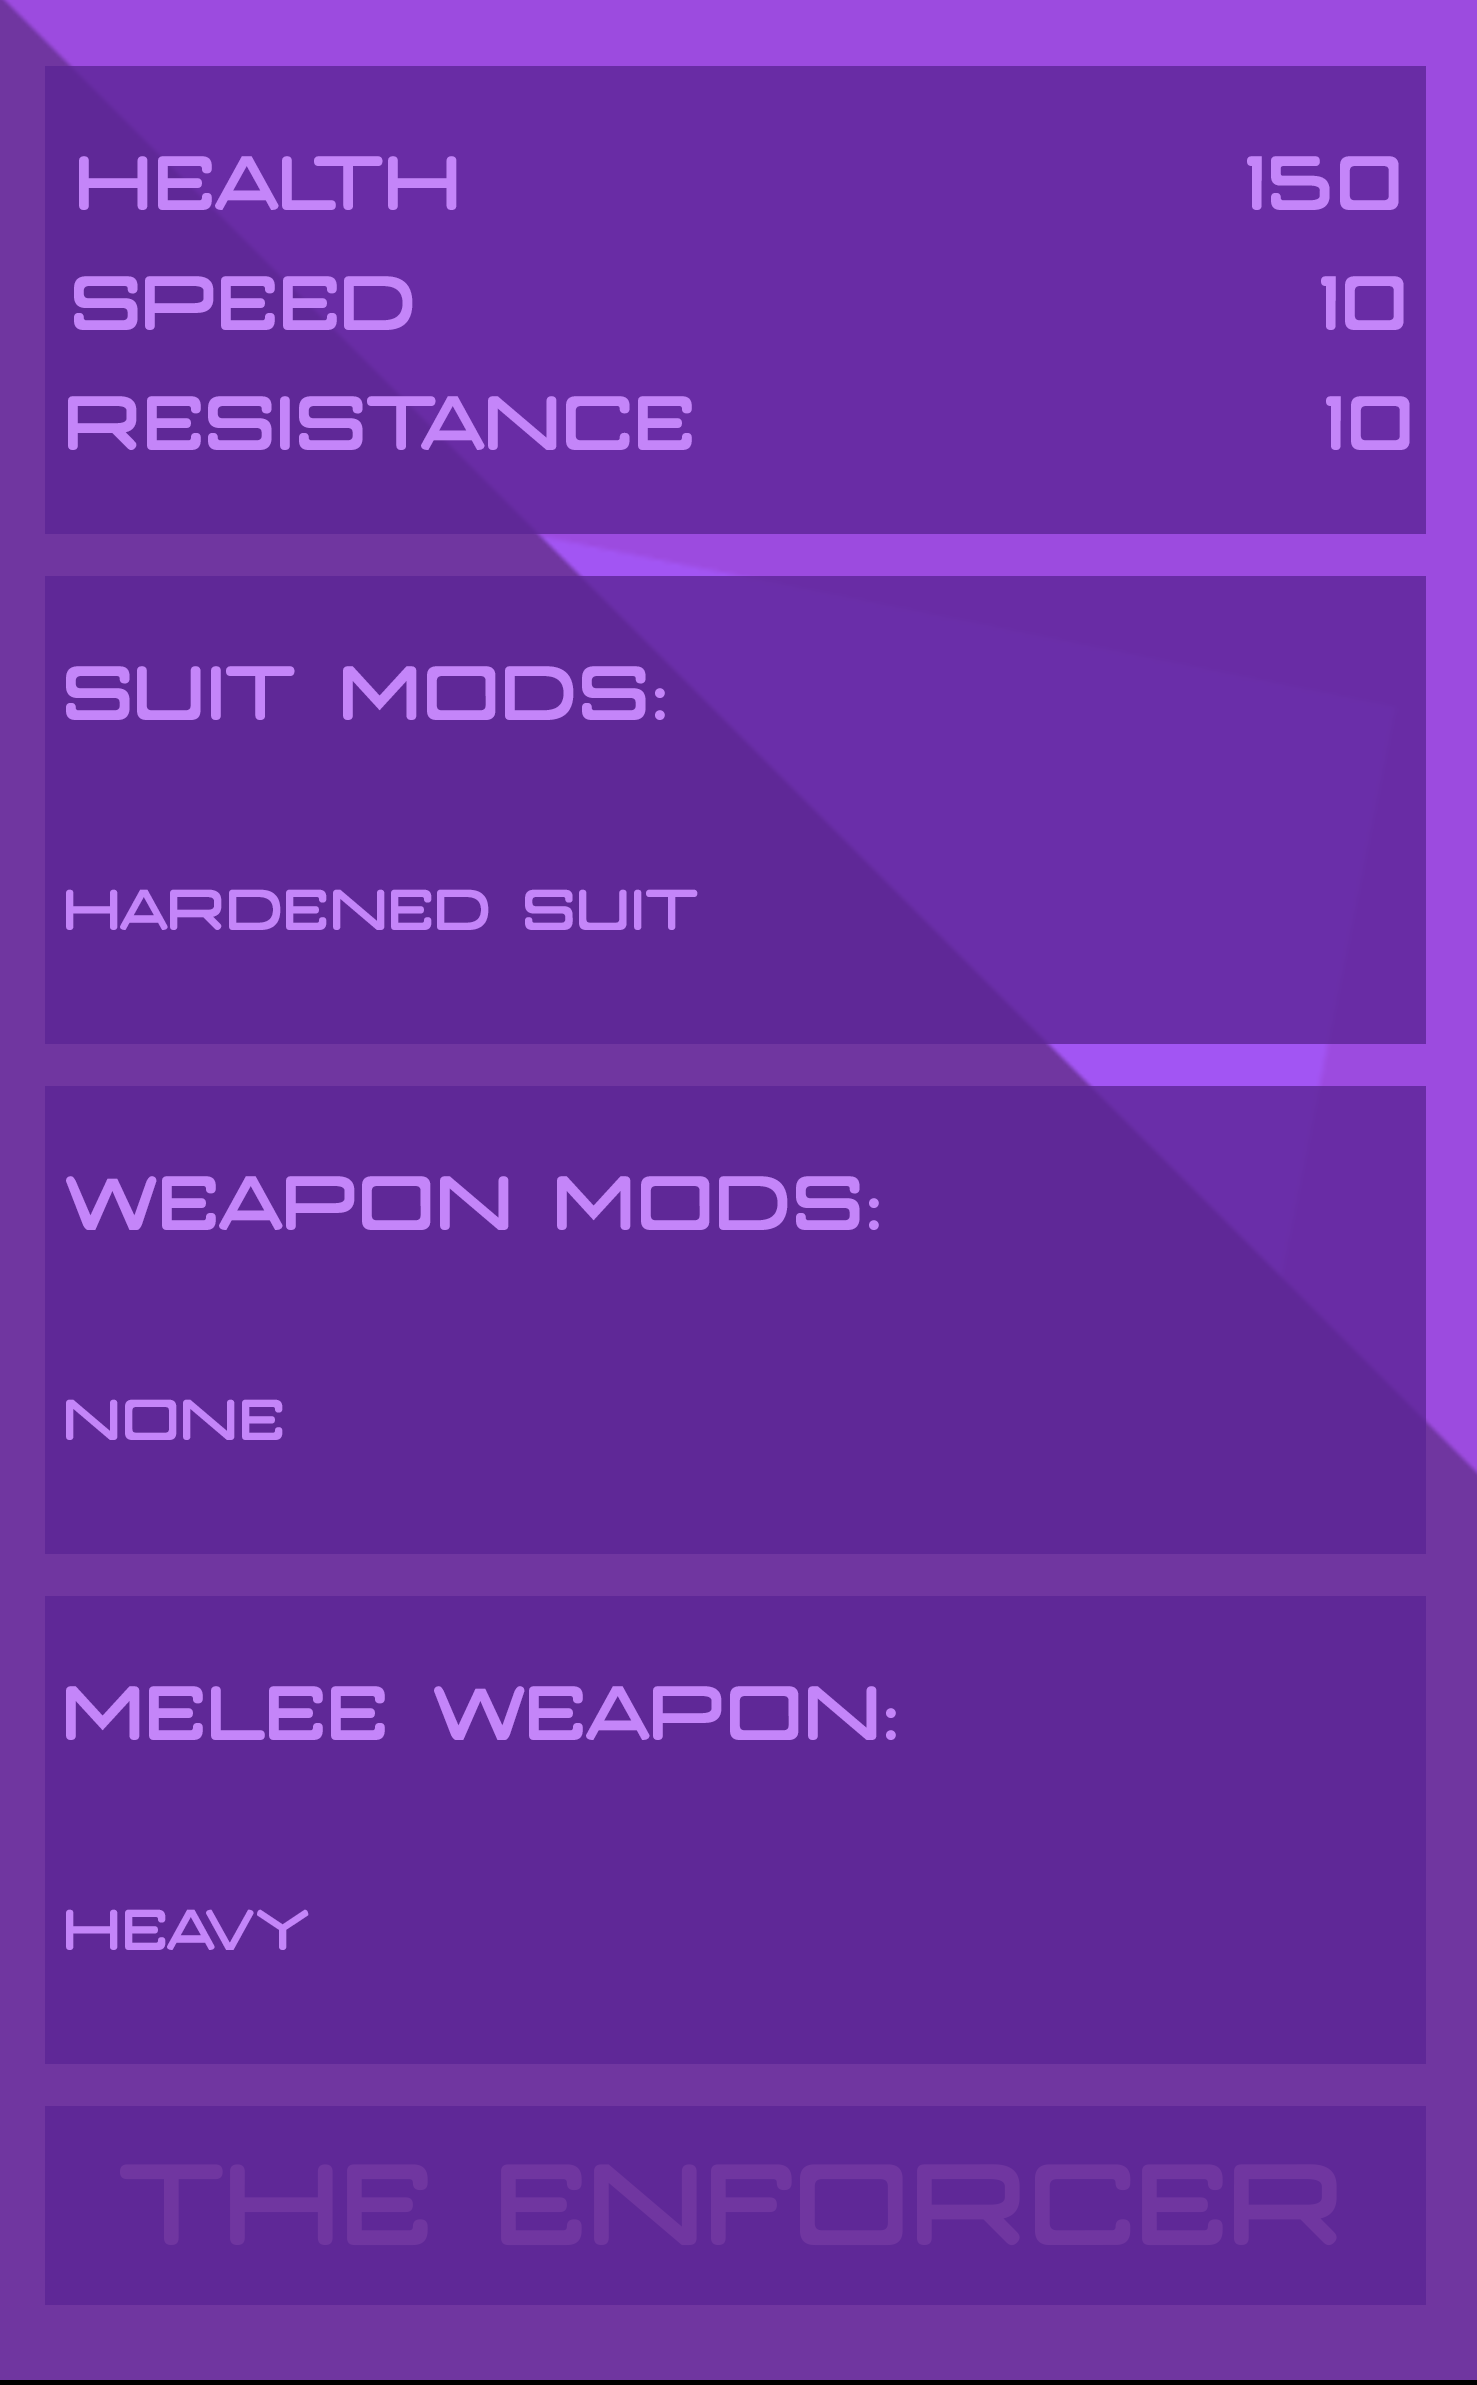 HEALTH 150
SPEED 10
RESISTANCE 10
SUIT MODS:
HARDENED SUIT
WEAPON MODS:
NONE
MELEE WEAPON:
HEAVY
THE ENFORCER